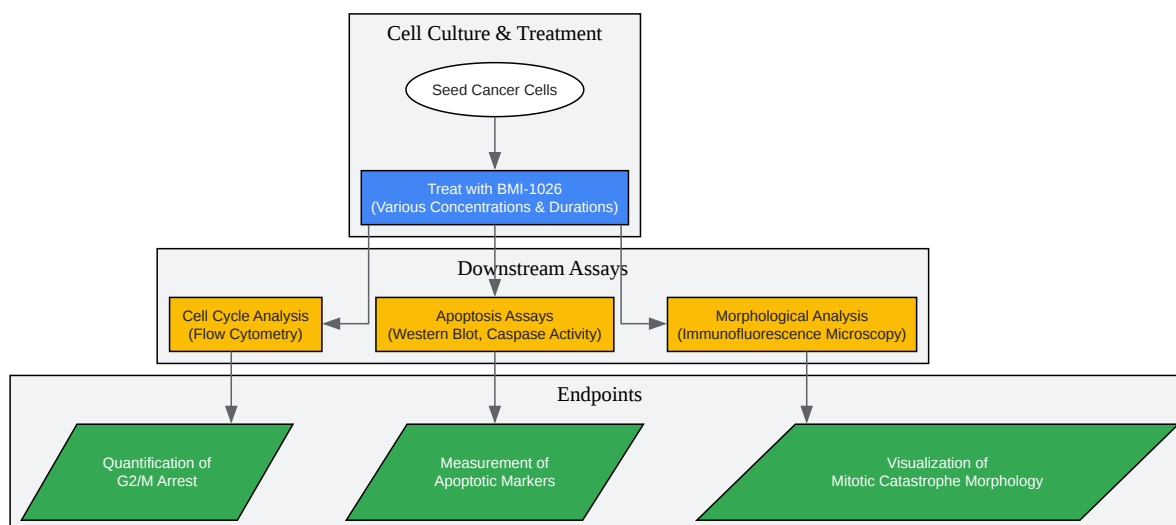 Cell Culture & Treatment
Seed Cancer Cells
Treat with BMI-1026
(Various Concentrations & Durations)
Downstream Assays
Cell Cycle Analysis
(Flow Cytometry)
Apoptosis Assays
(Western Blot, Caspase Activity)
Morphological Analysis
(Immunofluorescence Microscopy)
Endpoints
Quantification of
G2/M Arrest
Measurement of
Apoptotic Markers
Visualization of
Mitotic Catastrophe Morphology